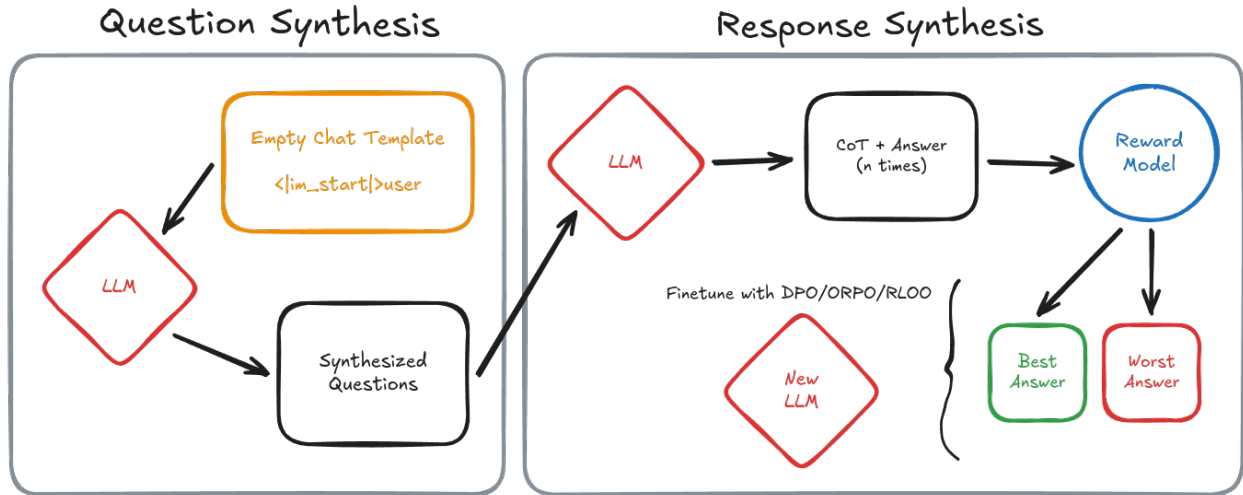 Question Synthesis
Empty Chat Template
<|im_start|>user
LLM
Synthesized
Questions
Response Synthesis
LLM
CoT + Answer
(n times)
Reward
Model
Finetune with DPO/ORPO/RLOO
New
LLM
Best
Answer
Worst
Answer